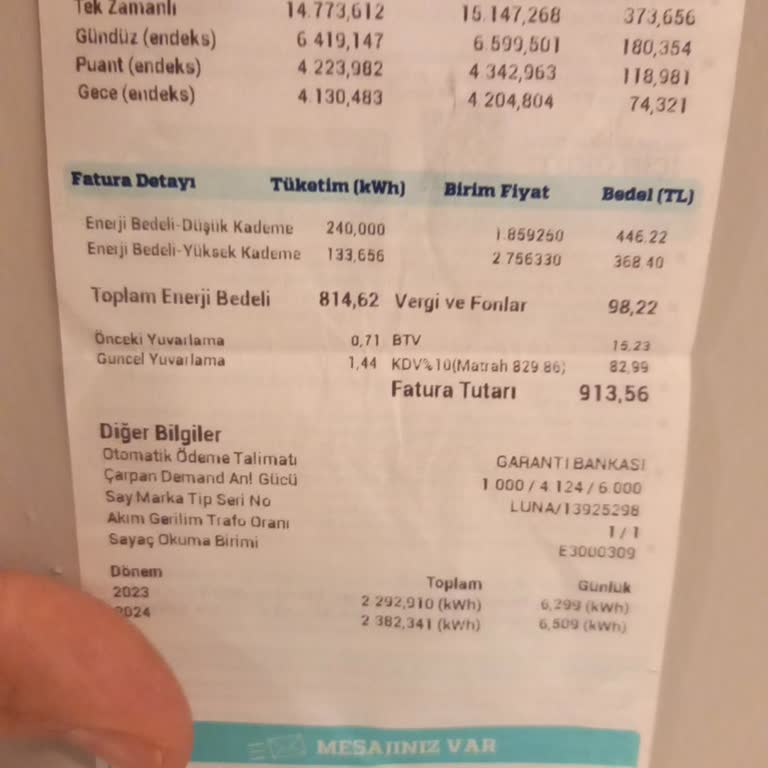 Tek Zamanlı 14.773,612 15.147,268 373,656
Gündüz (endeks) 6 419,147 6.599,501 180,354
Puant (endeks) 4 223,982 4 342,963 118,981
Gece (endeks) 4.130,483 4 204,804 74,321
Fatura Detayı Tüketim (kWh) Birim Fiyat Bedel (TL)
Enerji Bedeli-Düşük Kademe 240,000 1.859250 446.22
Enerji Bedeli-Yüksek Kademe 133,656 2 756330 368 40
Toplam Enerji Bedeli 814,62 Vergi ve Fonlar 98,22
Önceki Yuvarlama 0,71 BTV 15,23
Guncel Yuvarlama 1,44 KDV%10(Matrah 829 86) 82,99
Fatura Tutarı 913,56
Diğer Bilgiler
Otomatik Ödeme Talimatı GARANTI BANKASI
Çarpan Demand An! Gücü 1 000 / 4 124 / 6.000
Say Marka Tip Seri No LUNA/13925298
Akım Gerilim Trafo Oranı 1 / 1
Sayaç Okuma Birimi E3000309
Dönem Toplam Günluk
2023 2 292,910 (kWh) 6,299 (kWh)
2024 2 382,341 (kWh) 6,509 (kWh)
MESAJINIZ VAR